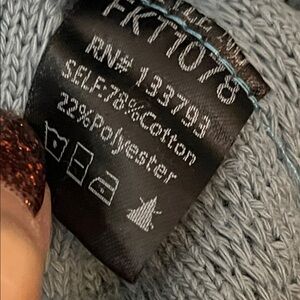 FKT1078
RN# 133793
SELF:78%Cotton
22%Polyester